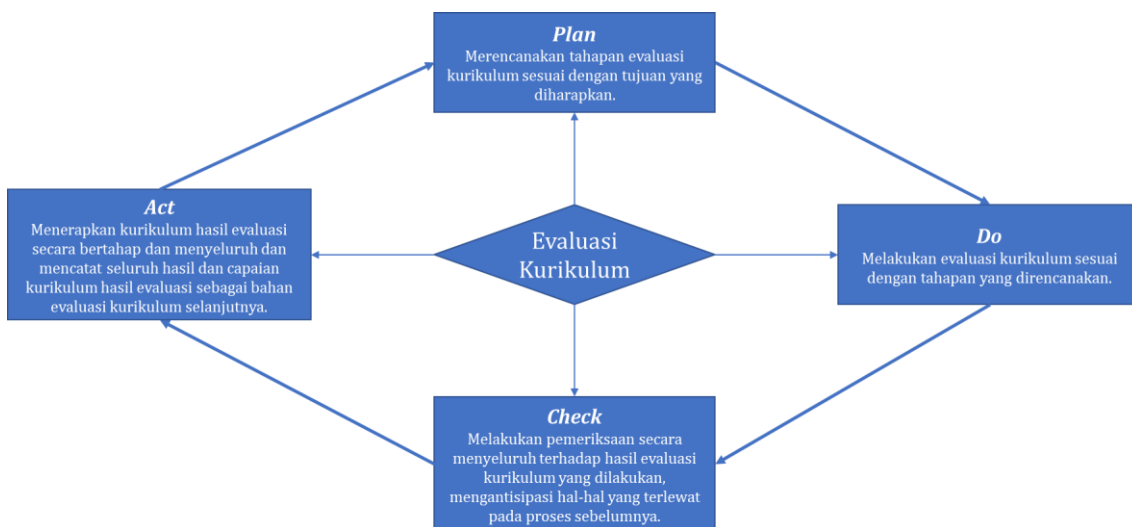 Plan
Merencanakan tahapan evaluasi
kurikulum sesuai dengan tujuan yang
diharapkan.
Act
Menerapkan kurikulum hasil evaluasi
secara bertahap dan menyeluruh dan
mencatat seluruh hasil dan capaian
kurikulum hasil evaluasi sebagai bahan
evaluasi kurikulum selanjutnya.
Evaluasi
Kurikulum
Do
Melakukan evaluasi kurikulum sesuai
dengan tahapan yang direncanakan.
Check
Melakukan pemeriksaan secara
menyeluruh terhadap hasil evaluasi
kurikulum yang dilakukan,
mengantisipasi hal-hal yang terlewat
pada proses sebelumnya.